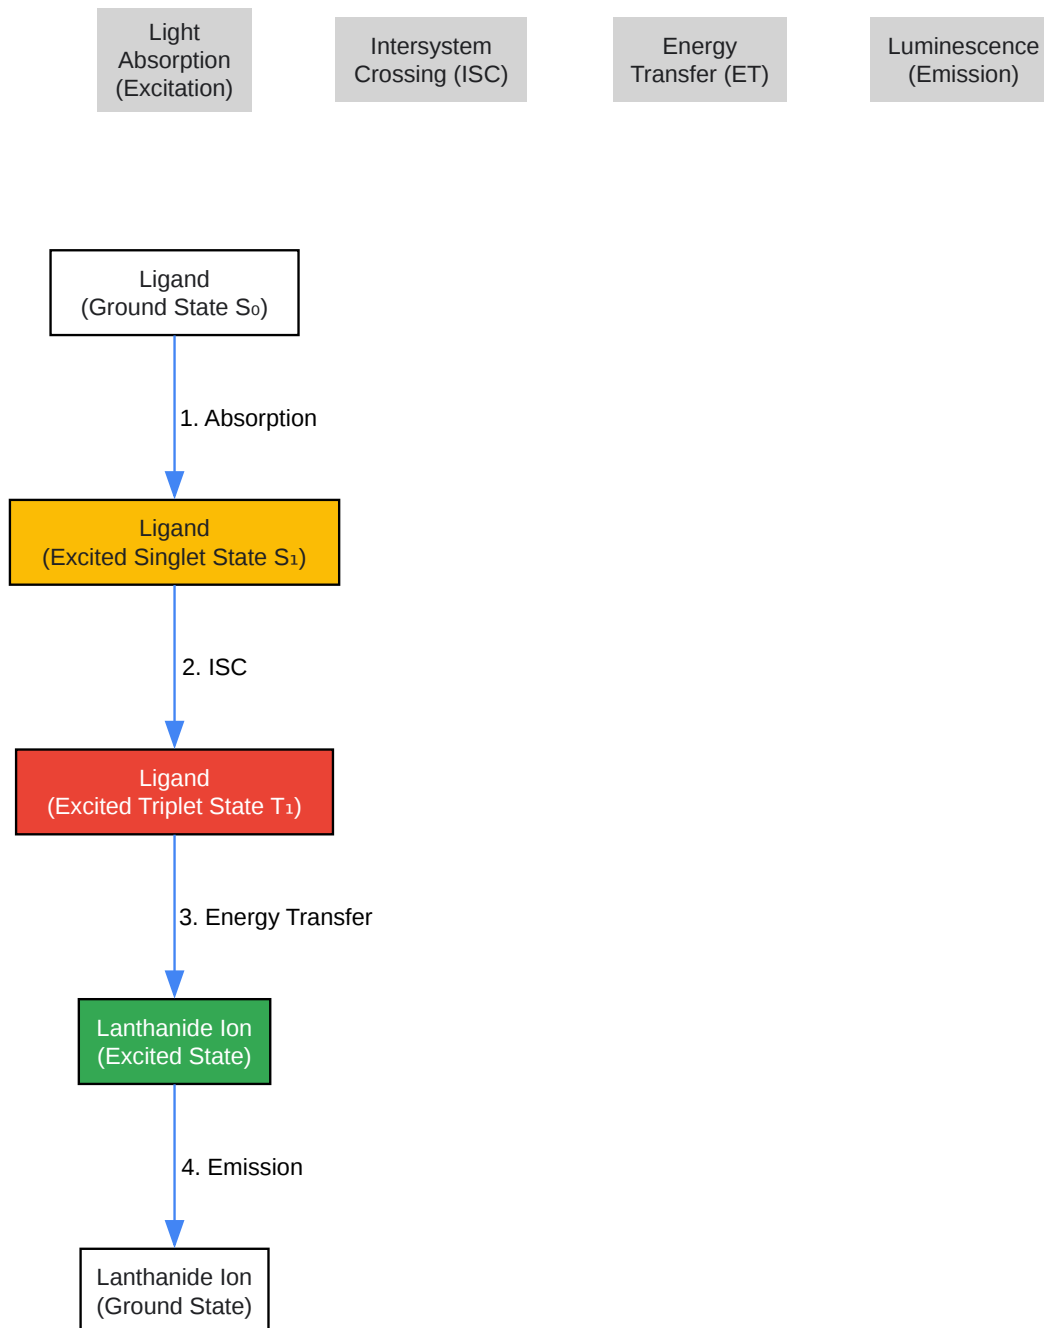 Light
Absorption
(Excitation)
Intersystem
Crossing (ISC)
Energy
Transfer (ET)
Luminescence
(Emission)
Ligand
(Ground State S₀)
1. Absorption
Ligand
(Excited Singlet State S₁)
2. ISC
Ligand
(Excited Triplet State T₁)
3. Energy Transfer
Lanthanide Ion
(Excited State)
4. Emission
Lanthanide Ion
(Ground State)